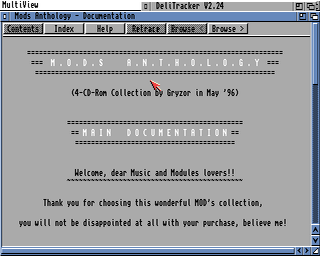 MultiView
DeliTracker V2.24
Mods Anthology - Documentation
Contents Index Help Retrace Browse < Browse >
=== M.O.D.S A.N.T.H.O.L.O.G.Y ===
(4-CD-Rom Collection by Gryzor in May '96)
== MAIN DOCUMENTATION ==
Welcome, dear Music and Modules lovers!!
Thank you for choosing this wonderful MOD's collection,
you will not be disappointed at all with your purchase, believe me!